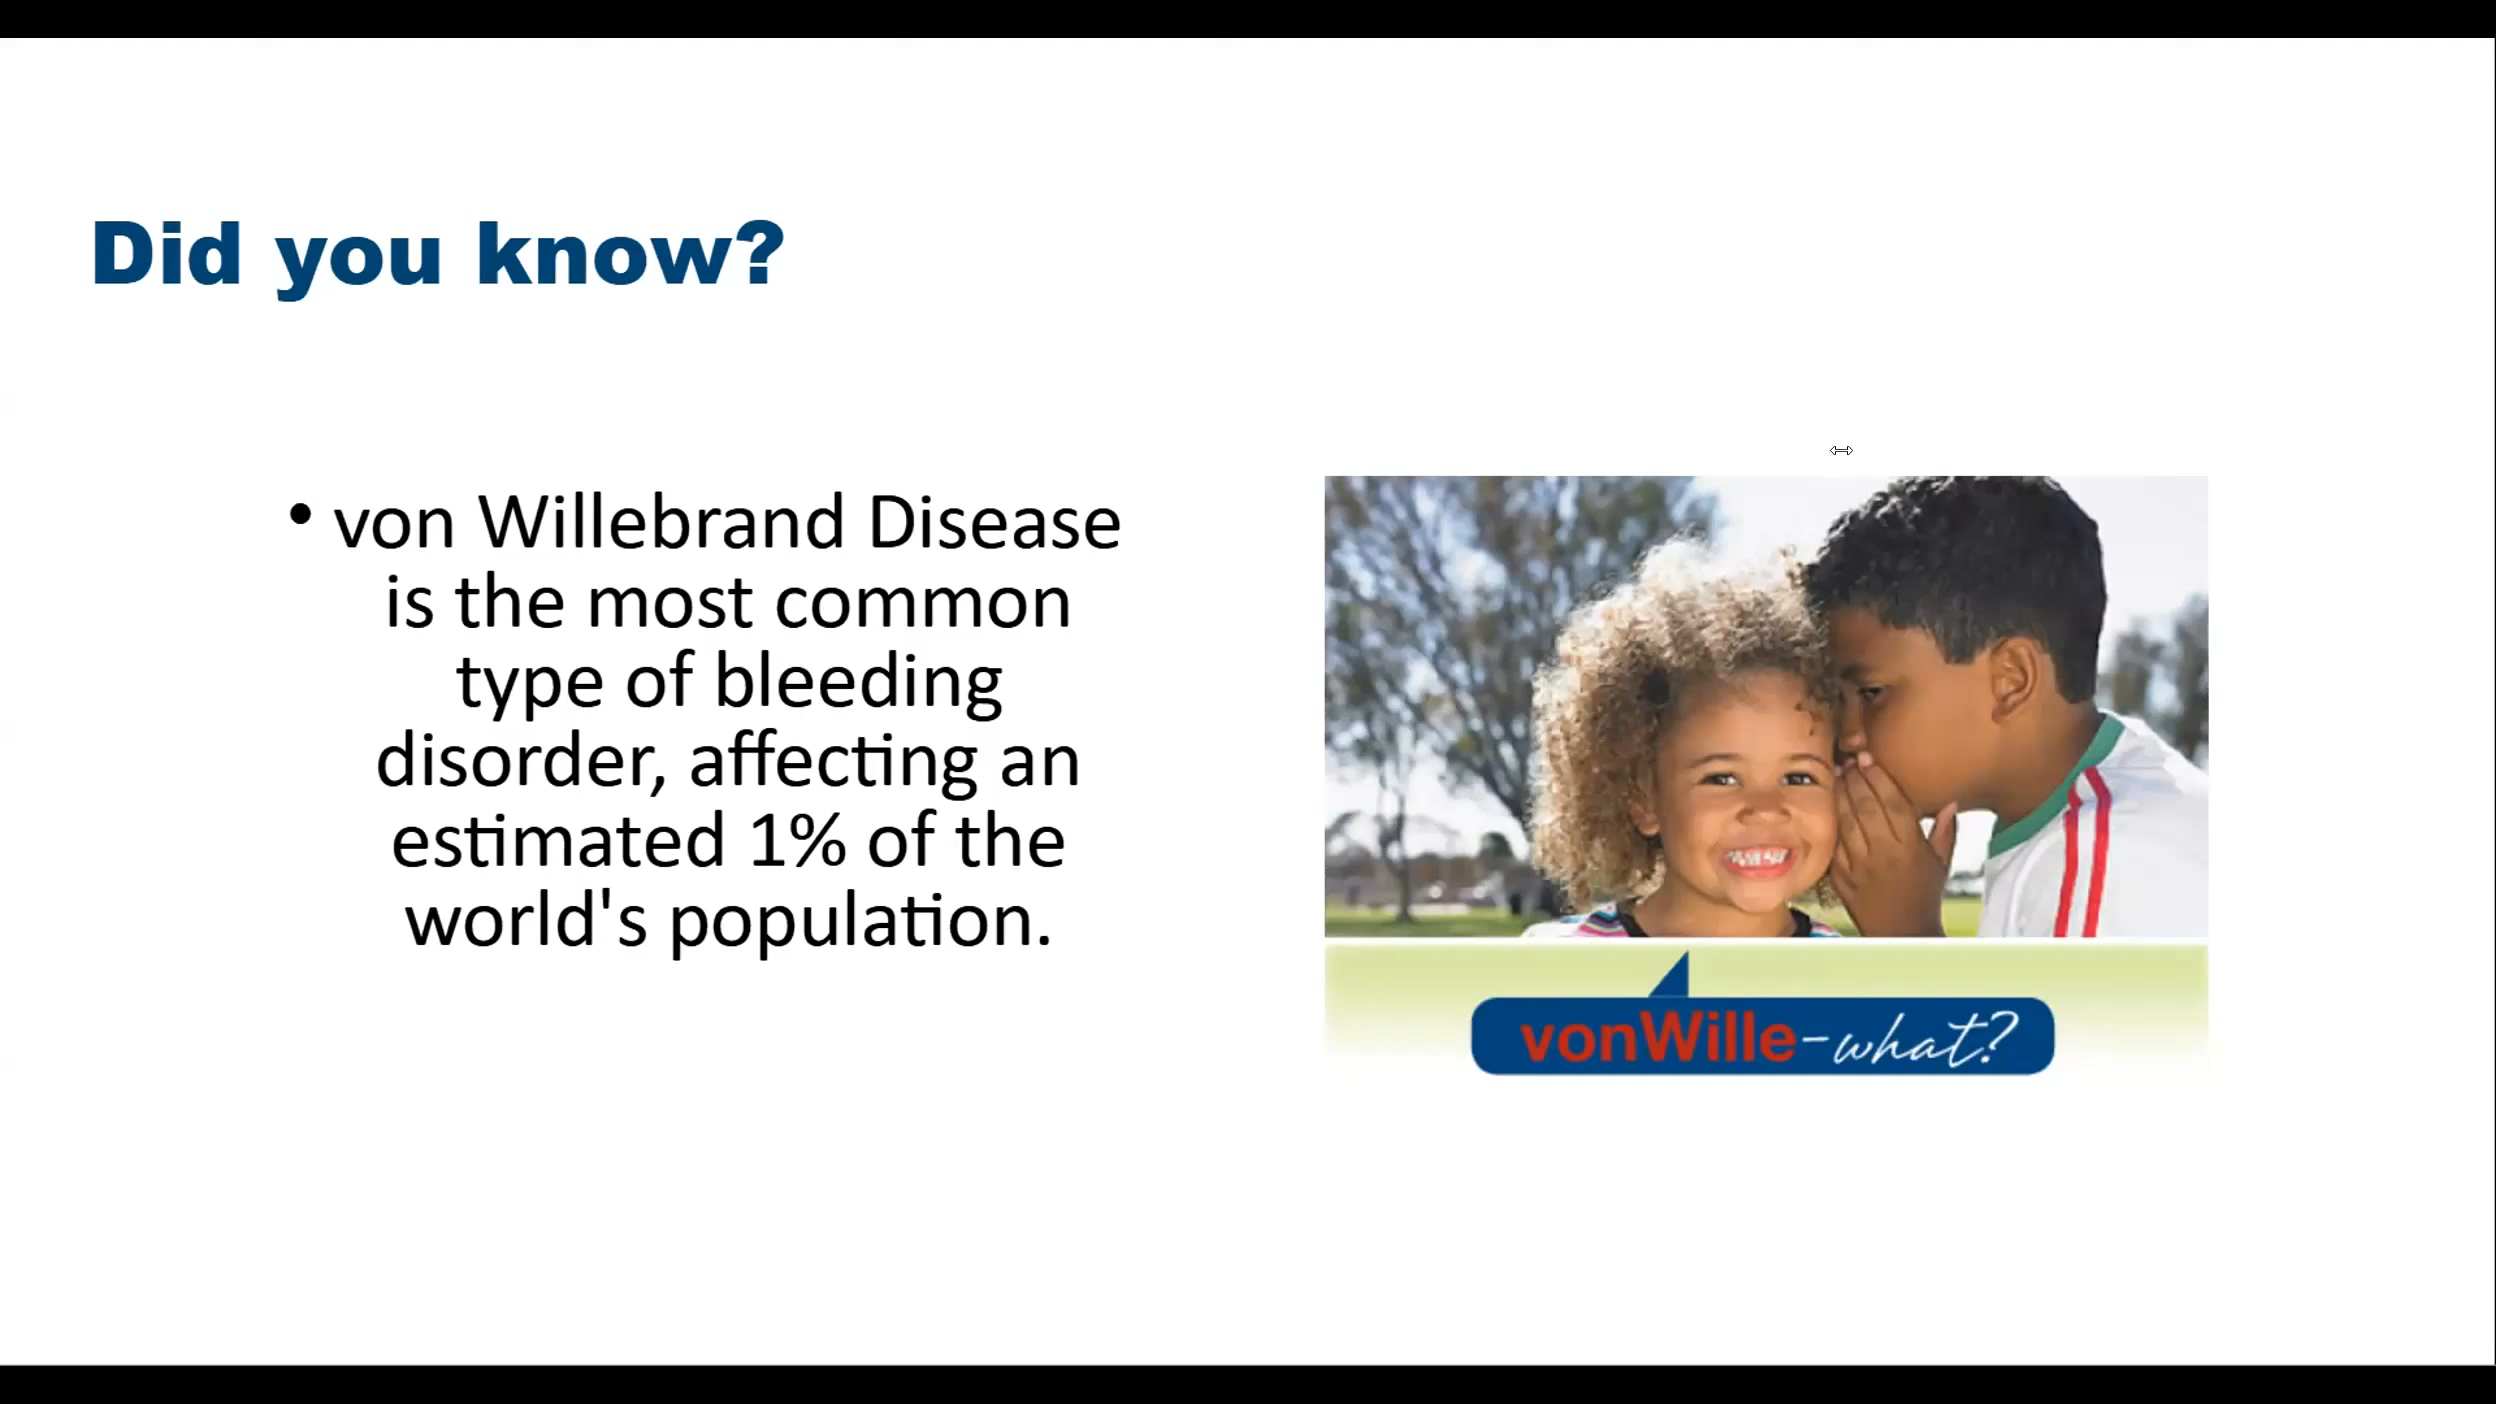 Did you know?
• von Willebrand Disease
is the most common
type of bleeding
disorder, affecting an
estimated 1% of the
world's population.
vonWille-what?